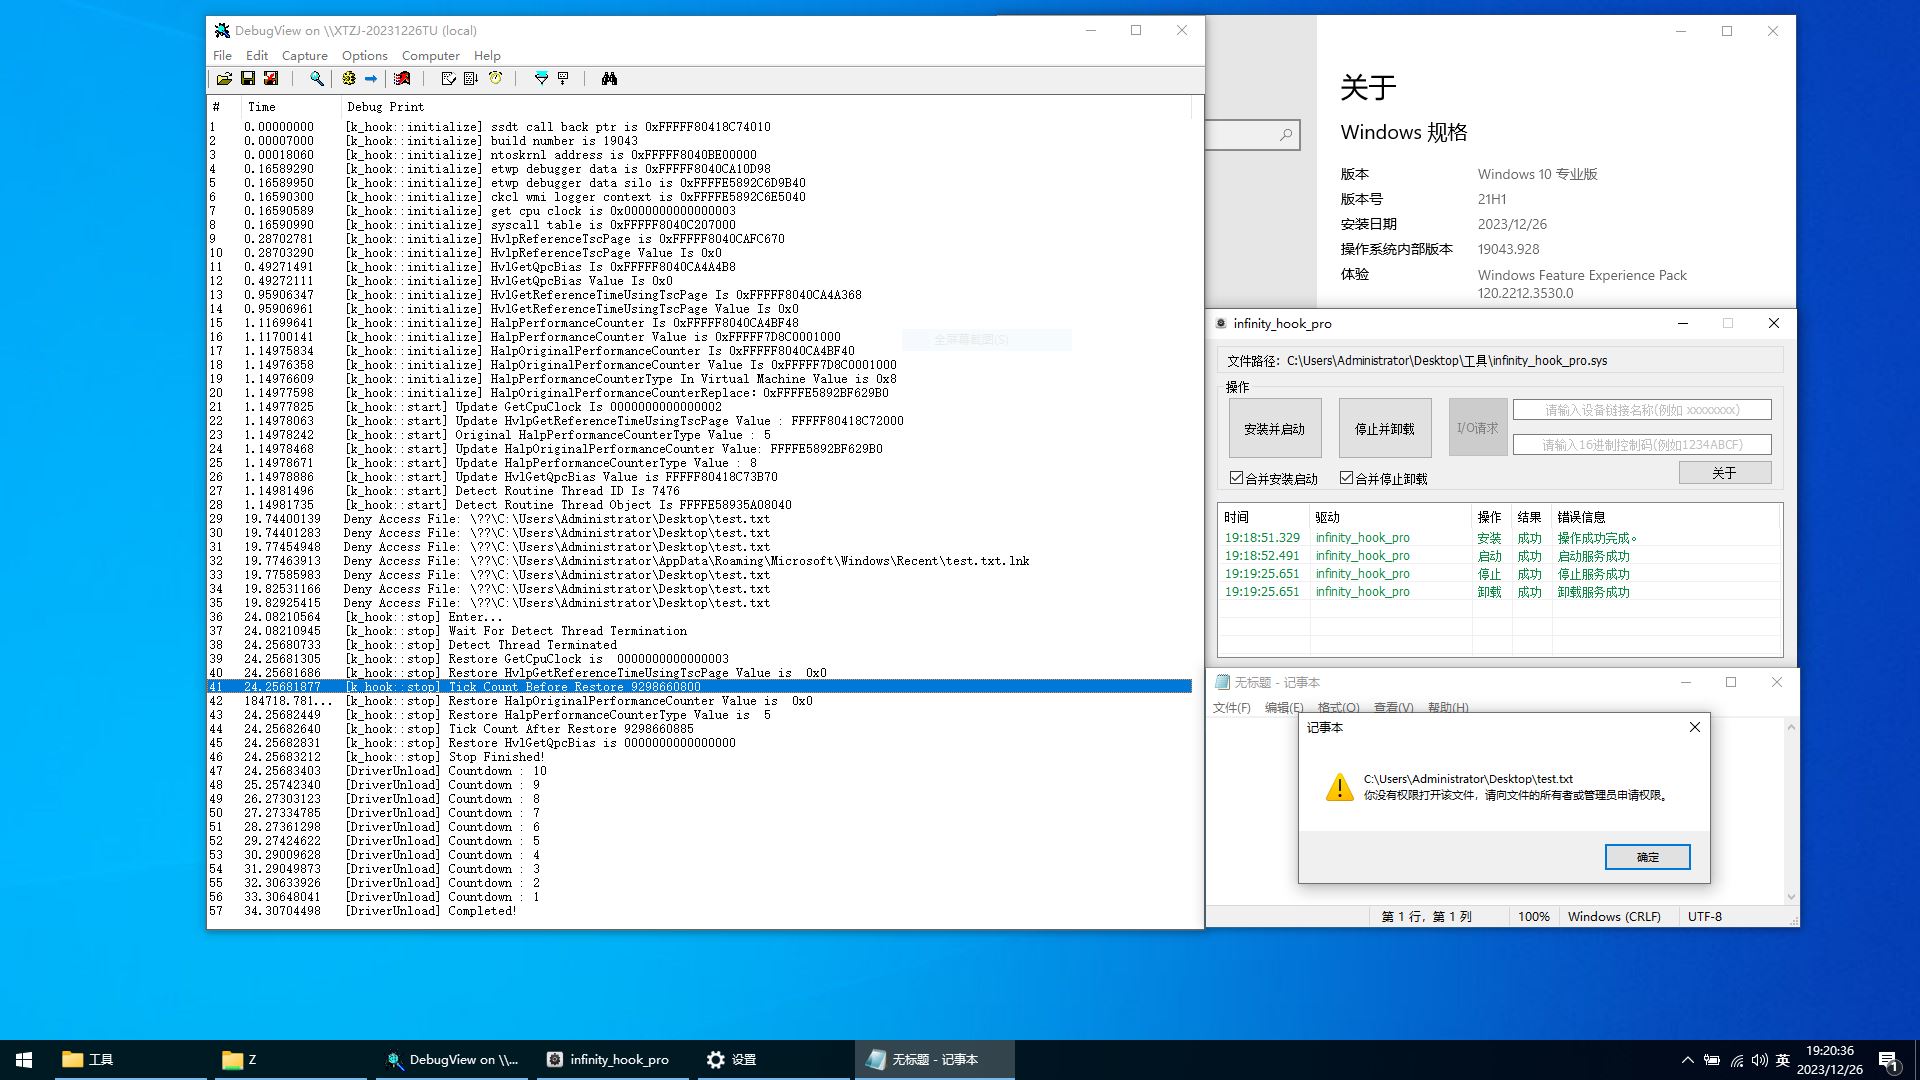 DebugView on \\XTZJ-20231226TU (local)
File Edit Capture Options Computer Help
# Time Debug Print
1 0.00000000 [k_hook::initialize] ssdt call back ptr is 0xFFFFF80418C74010
2 0.00007000 [k_hook::initialize] build number is 19043
3 0.00018060 [k_hook::initialize] ntoskrnl address is 0xFFFFF8040BE00000
4 0.16589290 [k_hook::initialize] etwp debugger data is 0xFFFFF8040CA10D98
5 0.16589950 [k_hook::initialize] etwp debugger data silo is 0xFFFFE5892C6D9B40
6 0.16590300 [k_hook::initialize] ckcl wmi logger context is 0xFFFFE5892C6E5040
7 0.16590589 [k_hook::initialize] get cpu clock is 0x0000000000000003
8 0.16590990 [k_hook::initialize] syscall table is 0xFFFFF8040C207000
9 0.28702781 [k_hook::initialize] HvlpReferenceTscPage is 0xFFFFF8040CAFC670
10 0.28703290 [k_hook::initialize] HvlpReferenceTscPage Value Is 0x0
11 0.49271491 [k_hook::initialize] HvlGetQpcBias Is 0xFFFFF8040CA4A4B8
12 0.49272111 [k_hook::initialize] HvlGetQpcBias Value Is 0x0
13 0.95906347 [k_hook::initialize] HvlGetReferenceTimeUsingTscPage Is 0xFFFFF8040CA4A368
14 0.95906961 [k_hook::initialize] HvlGetReferenceTimeUsingTscPage Value Is 0x0
15 1.11699641 [k_hook::initialize] HalpPerformanceCounter Is 0xFFFFF8040CA4BF48
16 1.11700141 [k_hook::initialize] HalpPerformanceCounter Value is 0xFFFFF7D8C0001000
17 1.14975834 [k_hook::initialize] HalpOriginalPerformanceCounter Is 0xFFFFF8040CA4BF40
18 1.14976358 [k_hook::initialize] HalpOriginalPerformanceCounter Value Is 0xFFFFF7D8C0001000
19 1.14976609 [k_hook::initialize] HalpPerformanceCounterType In Virtual Machine Value is 0x8
20 1.14977598 [k_hook::initialize] HalpOriginalPerformanceCounterReplace: 0xFFFFE5892BF629B0
21 1.14977825 [k_hook::start] Update GetCpuClock Is 0000000000000002
22 1.14978063 [k_hook::start] Update HvlpGetReferenceTimeUsingTscPage Value : FFFFF80418C72000
23 1.14978242 [k_hook::start] Original HalpPerformanceCounterType Value : 5
24 1.14978468 [k_hook::start] Update HalpOriginalPerformanceCounter Value: FFFFE5892BF629B0
25 1.14978671 [k_hook::start] Update HalpPerformanceCounterType Value : 8
26 1.14978886 [k_hook::start] Update HvlGetQpcBias Value is FFFFF80418C73B70
27 1.14981496 [k_hook::start] Detect Routine Thread ID Is 7476
28 1.14981735 [k_hook::start] Detect Routine Thread Object Is FFFFE58935A08040
29 19.74400139 Deny Access File: \??\C:\Users\Administrator\Desktop\test.txt
30 19.74401283 Deny Access File: \??\C:\Users\Administrator\Desktop\test.txt
31 19.77454948 Deny Access File: \??\C:\Users\Administrator\Desktop\test.txt
32 19.77463913 Deny Access File: \??\C:\Users\Administrator\AppData\Roaming\Microsoft\Windows\Recent\test.txt.lnk
33 19.77585983 Deny Access File: \??\C:\Users\Administrator\Desktop\test.txt
34 19.82531166 Deny Access File: \??\C:\Users\Administrator\Desktop\test.txt
35 19.82925415 Deny Access File: \??\C:\Users\Administrator\Desktop\test.txt
36 24.08210564 [k_hook::stop] Enter...
37 24.08210945 [k_hook::stop] Wait For Detect Thread Termination
38 24.25680733 [k_hook::stop] Detect Thread Terminated
39 24.25681305 [k_hook::stop] Restore GetCpuClock is 0000000000000003
40 24.25681686 [k_hook::stop] Restore HvlpGetReferenceTimeUsingTscPage Value is 0x0
41 24.25681877 [k_hook::stop] Tick Count Before Restore 9298660800
42 184718.781... [k_hook::stop] Restore HalpOriginalPerformanceCounter Value is 0x0
43 24.25682449 [k_hook::stop] Restore HalpPerformanceCounterType Value is 5
44 24.25682640 [k_hook::stop] Tick Count After Restore 9298660885
45 24.25682831 [k_hook::stop] Restore HvlGetQpcBias is 0000000000000000
46 24.25683212 [k_hook::stop] Stop Finished!
47 24.25683403 [DriverUnload] Countdown : 10
48 25.25742340 [DriverUnload] Countdown : 9
49 26.27303123 [DriverUnload] Countdown : 8
50 27.27334785 [DriverUnload] Countdown : 7
51 28.27361298 [DriverUnload] Countdown : 6
52 29.27424622 [DriverUnload] Countdown : 5
53 30.29009628 [DriverUnload] Countdown : 4
54 31.29049873 [DriverUnload] Countdown : 3
55 32.30633926 [DriverUnload] Countdown : 2
56 33.30648041 [DriverUnload] Countdown : 1
57 34.30704498 [DriverUnload] Completed!
全屏幕截图(S)
关于
Windows 规格
版本 Windows 10 专业版
版本号 21H1
安装日期 2023/12/26
操作系统内部版本 19043.928
体验 Windows Feature Experience Pack
120.2212.3530.0
infinity_hook_pro
文件路径: C:\Users\Administrator\Desktop\工具\infinity_hook_pro.sys
操作
安装并启动 停止并卸载 I/O请求
请输入设备链接名称(例如 xxxxxxxx)
请输入16进制控制码(例如1234ABCF)
合并安装启动 合并停止卸载 关于
时间 驱动 操作 结果 错误信息
19:18:51.329 infinity_hook_pro 安装 成功 操作成功完成。
19:18:52.491 infinity_hook_pro 启动 成功 启动服务成功
19:19:25.651 infinity_hook_pro 停止 成功 停止服务成功
19:19:25.651 infinity_hook_pro 卸载 成功 卸载服务成功
无标题 - 记事本
文件(F) 编辑(E) 格式(O) 查看(V) 帮助(H)
记事本
C:\Users\Administrator\Desktop\test.txt
你没有权限打开该文件，请向文件的所有者或管理员申请权限。
确定
第 1 行，第 1 列 100% Windows (CRLF) UTF-8
工具 Z DebugView on \\... infinity_hook_pro 设置 无标题 - 记事本 英 19:20:36
2023/12/26 1